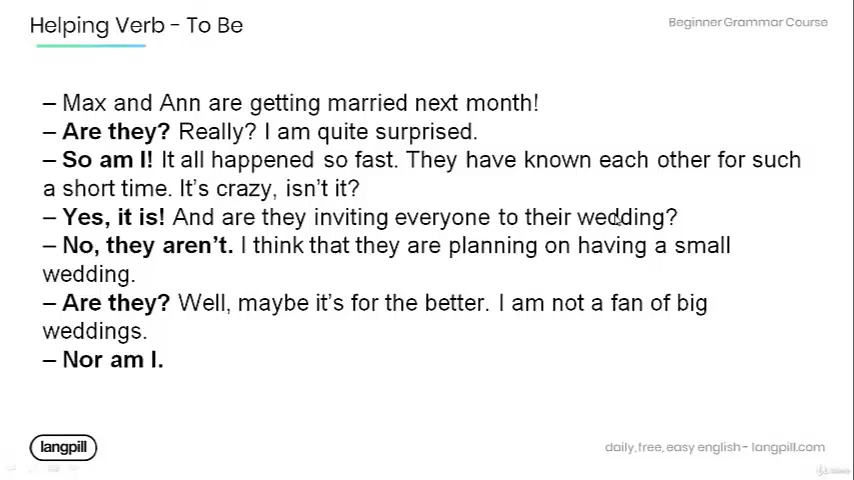 Helping Verb - To Be
Beginner Grammar Course
– Max and Ann are getting married next month!
– Are they? Really? I am quite surprised.
– So am I! It all happened so fast. They have known each other for such
a short time. It's crazy, isn't it?
– Yes, it is! And are they inviting everyone to their wedding?
– No, they aren't. I think that they are planning on having a small
wedding.
– Are they? Well, maybe it's for the better. I am not a fan of big
weddings.
– Nor am I.
langpill
daily, free, easy english - langpill.com
Udemy